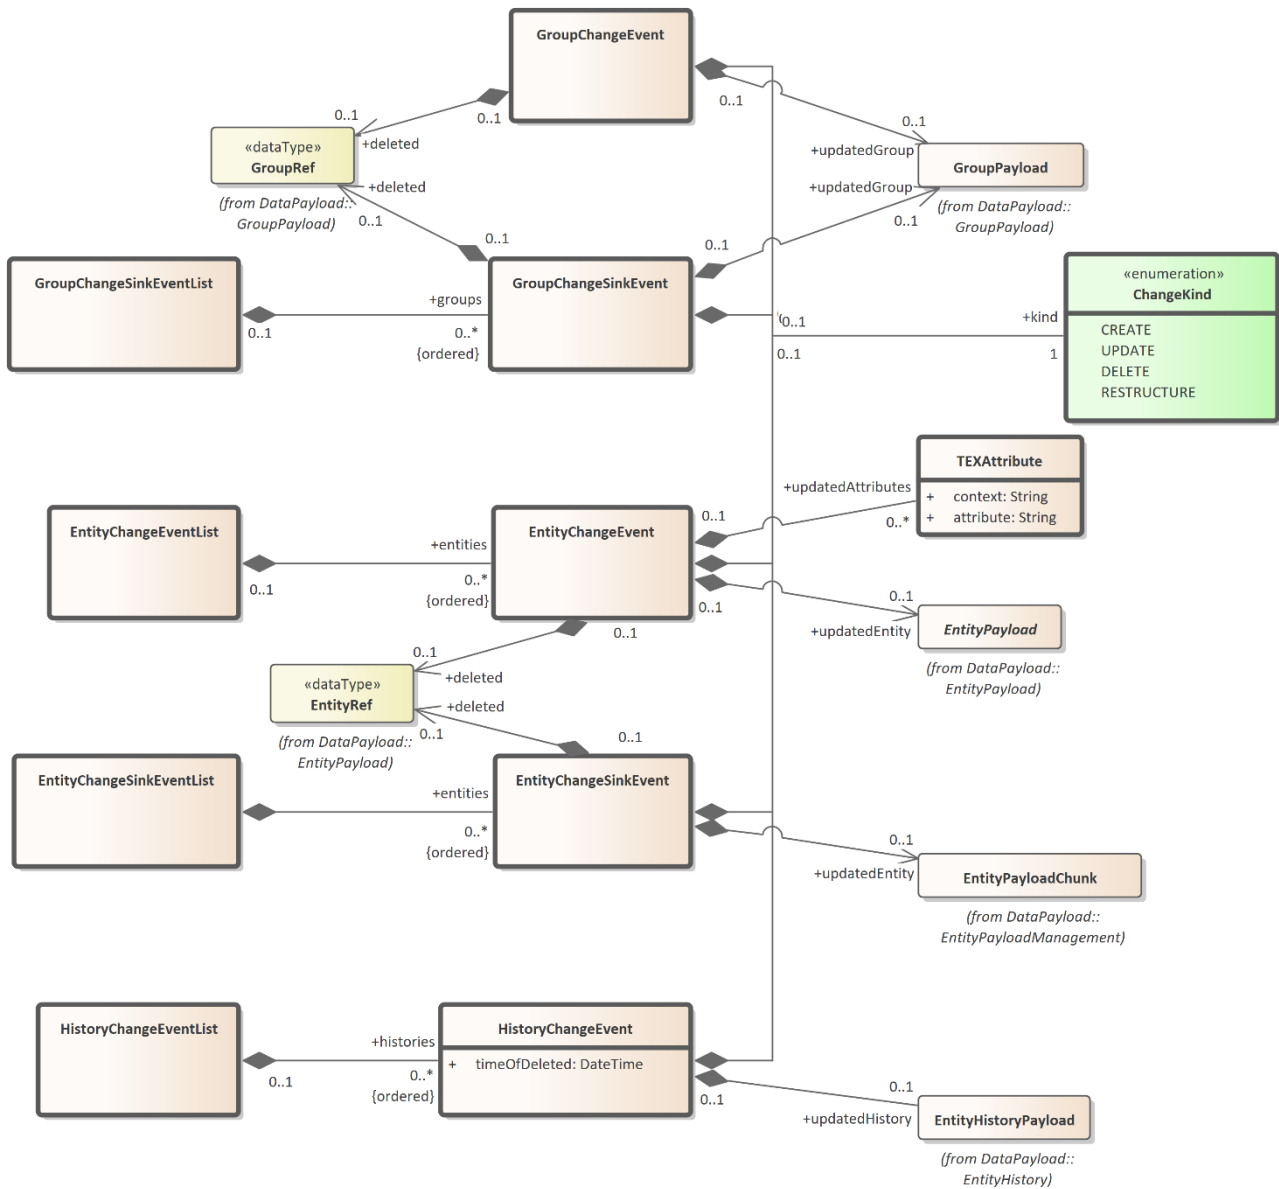 GroupChangeEvent
0..1
0..1
0..1
0..1
+deleted
+updatedGroup
«dataType»
GroupRef
GroupPayload
+deleted
+updatedGroup
(from DataPayload::
GroupPayload)
0..1
0..1
(from DataPayload::
GroupPayload)
0..1
0..1
GroupChangeSinkEventList
+groups
GroupChangeSinkEvent
«enumeration»
ChangeKind
0..1
0..*
{ordered}
0..1
+kind
0..1
1
CREATE
UPDATE
DELETE
RESTRUCTURE
TEXAttribute
+updatedAttributes
+ context: String
0..1
0..*
+ attribute: String
EntityChangeEventList
+entities
EntityChangeEvent
0..1
0..*
{ordered}
0..1
0..1
+updatedEntity
EntityPayload
0..1
0..1
(from DataPayload::
EntityPayload)
+deleted
«dataType»
EntityRef
+deleted
0..1
0..1
(from DataPayload::
EntityPayload)
EntityChangeSinkEventList
+entities
EntityChangeSinkEvent
0..*
{ordered}
0..1
+updatedEntity
EntityPayloadChunk
(from DataPayload::
EntityPayloadManagement)
HistoryChangeEventList
+histories
HistoryChangeEvent
+ timeOfDeleted: DateTime
0..1
0..*
{ordered}
0..1
0..1
+updatedHistory
EntityHistoryPayload
(from DataPayload::
EntityHistory)